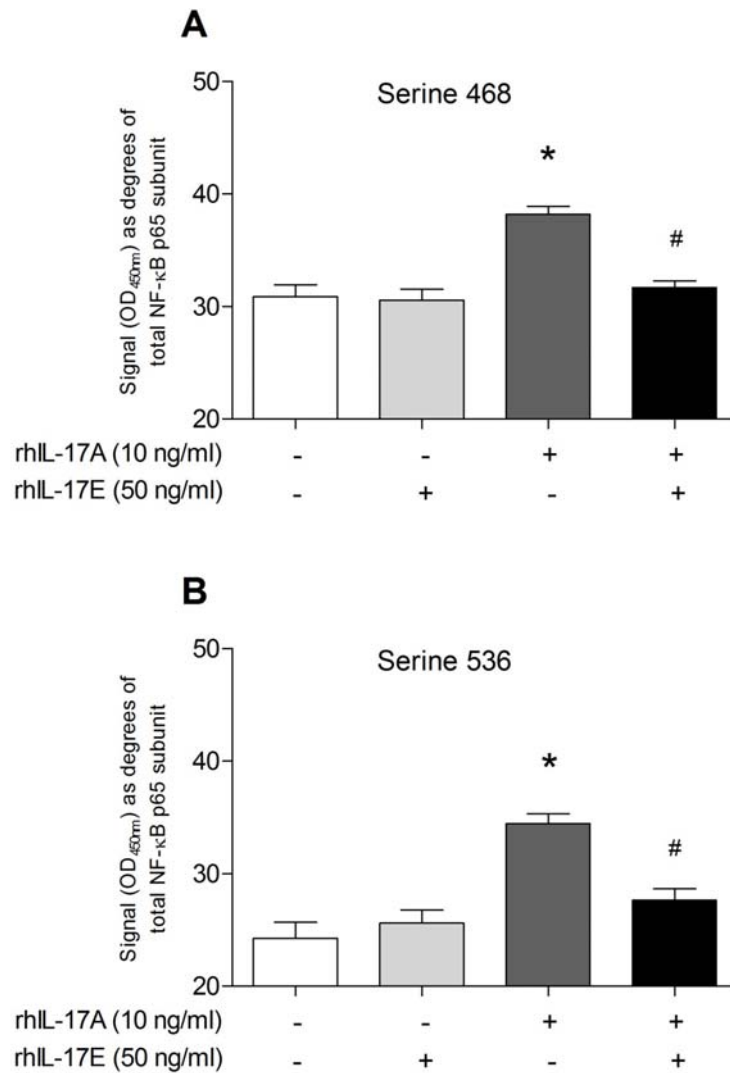 A
50
Serine 468
40
30
20
*
#
Signal (OD450nm) as degrees of
total NF-κB p65 subunit
rhIL-17A (10 ng/ml) - - + +
rhIL-17E (50 ng/ml) - + - +
B
50
Serine 536
40
30
20
*
#
Signal (OD450nm) as degrees of
total NF-κB p65 subunit
rhIL-17A (10 ng/ml) - - + +
rhIL-17E (50 ng/ml) - + - +